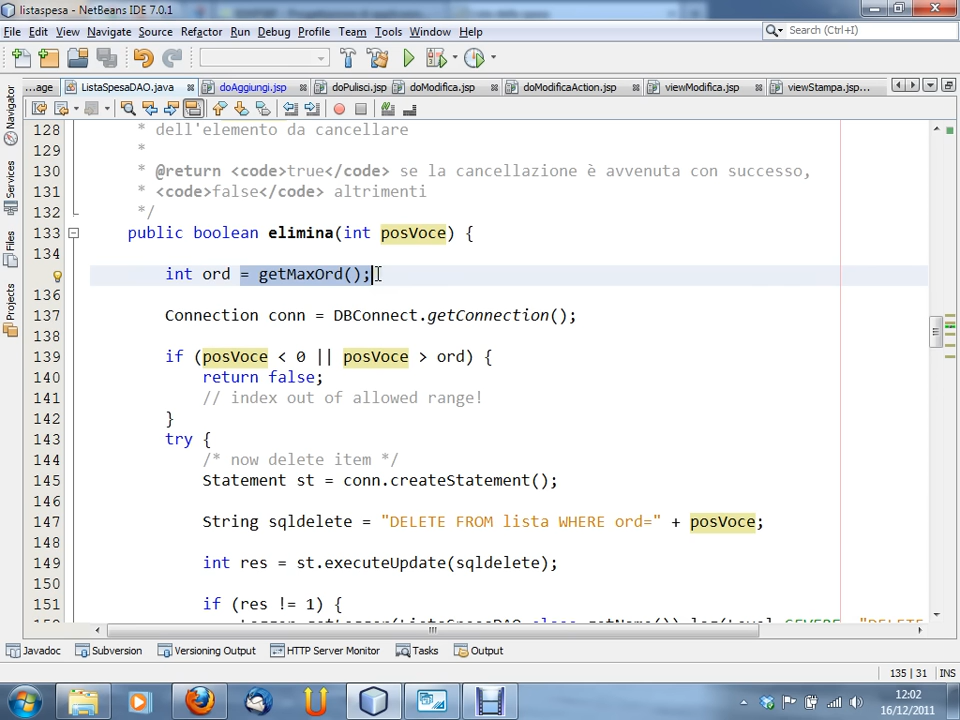 listaspesa - NetBeans IDE 7.0.1
File Edit View Navigate Source Refactor Run Debug Profile Team Tools Window Help
Search (Ctrl+I)
...age ListaSpesaDAO.java doAggiungi.jsp doPulisci.jsp doModifica.jsp doModificaAction.jsp viewModifica.jsp viewStampa.jsp...
Navigator
Services
Files
Projects
128 * dell'elemento da cancellare
129 *
130 * @return <code>true</code> se la cancellazione è avvenuta con successo,
131 * <code>false</code> altrimenti
132 */
133 public boolean elimina(int posVoce) {
134
int ord = getMaxOrd();
136
137 Connection conn = DBConnect.getConnection();
138
139 if (posVoce < 0 || posVoce > ord) {
140 return false;
141 // index out of allowed range!
142 }
143 try {
144 /* now delete item */
145 Statement st = conn.createStatement();
146
147 String sqldelete = "DELETE FROM lista WHERE ord=" + posVoce;
148
149 int res = st.executeUpdate(sqldelete);
150
151 if (res != 1) {
Javadoc Subversion Versioning Output HTTP Server Monitor Tasks Output
135 | 31 INS
12:02
16/12/2011